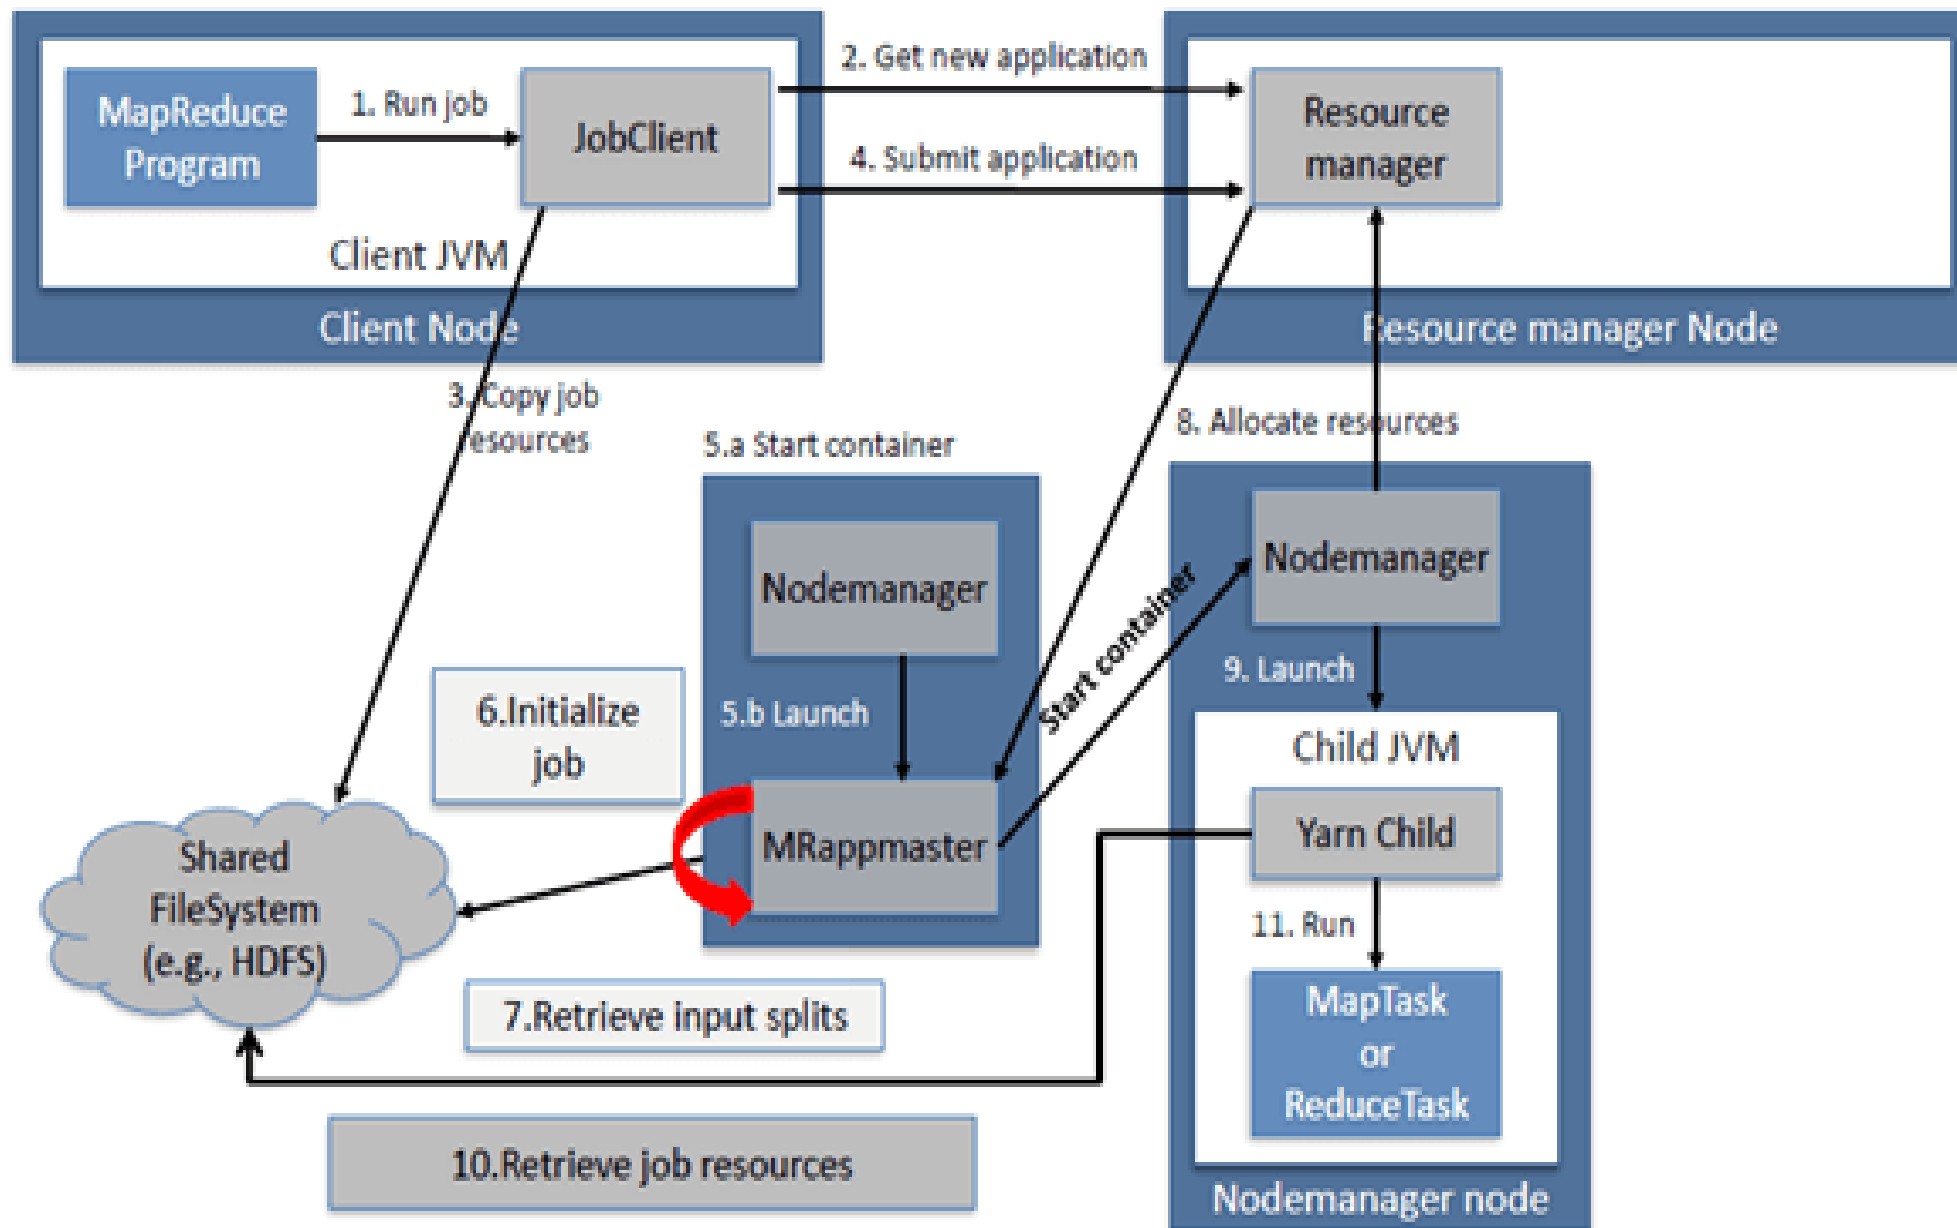 MapReduce
Program
1. Run job
JobClient
Client JVM
Client Node
2. Get new application
4. Submit application
Resource
manager
Resource manager Node
3. Copy job
resources
5.a Start container
8. Allocate resources
Nodemanager
5.b Launch
MRappmaster
Start container
Nodemanager
9. Launch
Child JVM
Yarn Child
11. Run
MapTask
or
ReduceTask
Nodemanager node
6.Initialize
job
Shared
FileSystem
(e.g., HDFS)
7.Retrieve input splits
10.Retrieve job resources